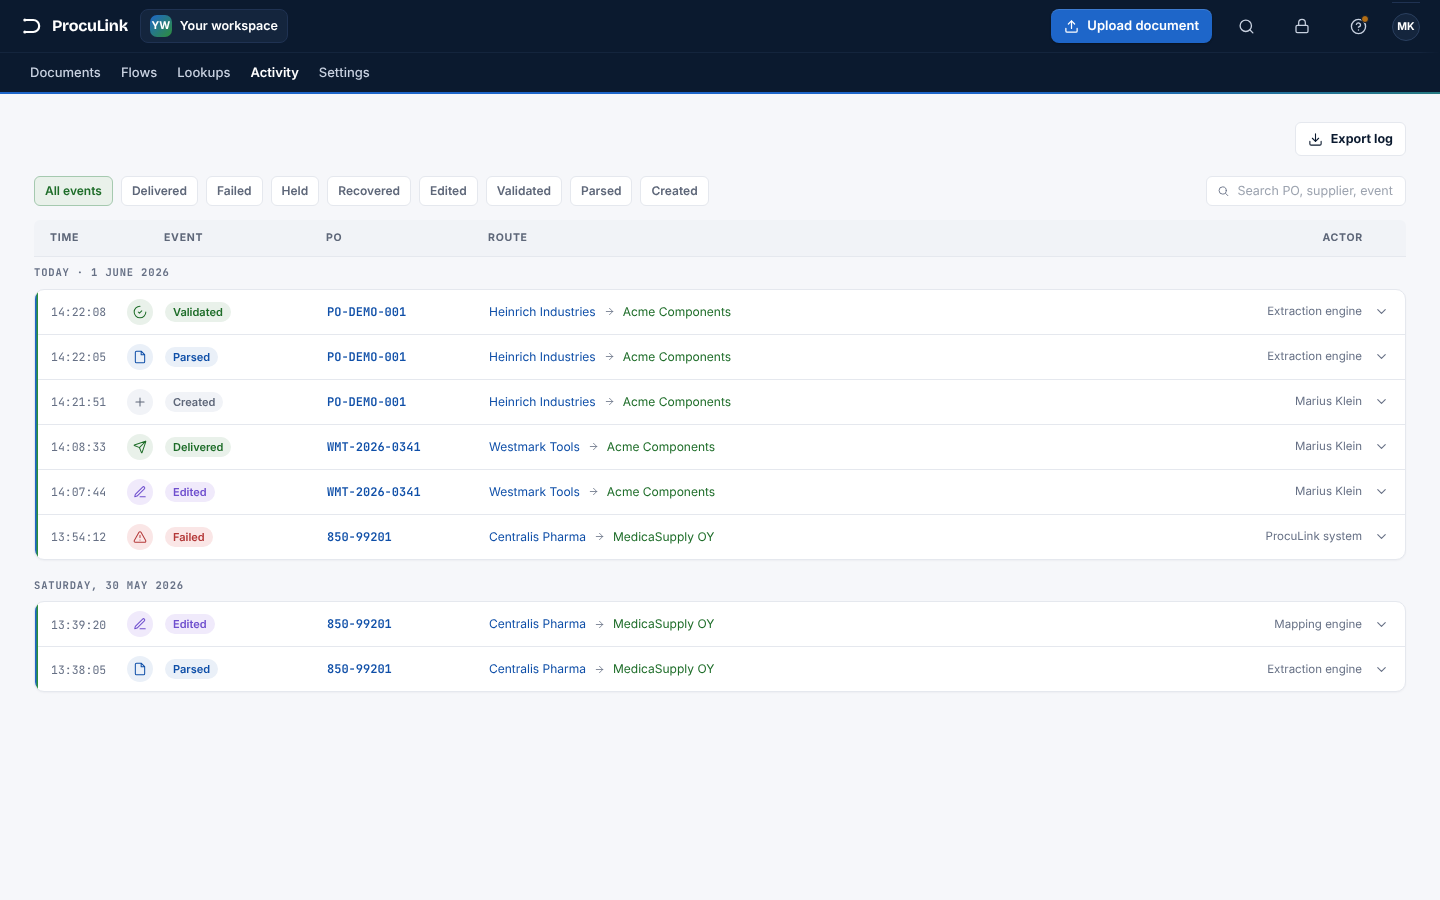 ProcuLink YW Your workspace Upload document MK
Documents Flows Lookups Activity Settings
Export log
All events Delivered Failed Held Recovered Edited Validated Parsed Created Search PO, supplier, event
TIME EVENT PO ROUTE ACTOR
TODAY · 1 JUNE 2026
14:22:08 Validated PO-DEMO-001 Heinrich Industries → Acme Components Extraction engine
14:22:05 Parsed PO-DEMO-001 Heinrich Industries → Acme Components Extraction engine
14:21:51 Created PO-DEMO-001 Heinrich Industries → Acme Components Marius Klein
14:08:33 Delivered WMT-2026-0341 Westmark Tools → Acme Components Marius Klein
14:07:44 Edited WMT-2026-0341 Westmark Tools → Acme Components Marius Klein
13:54:12 Failed 850-99201 Centralis Pharma → MedicaSupply OY ProcuLink system
SATURDAY, 30 MAY 2026
13:39:20 Edited 850-99201 Centralis Pharma → MedicaSupply OY Mapping engine
13:38:05 Parsed 850-99201 Centralis Pharma → MedicaSupply OY Extraction engine